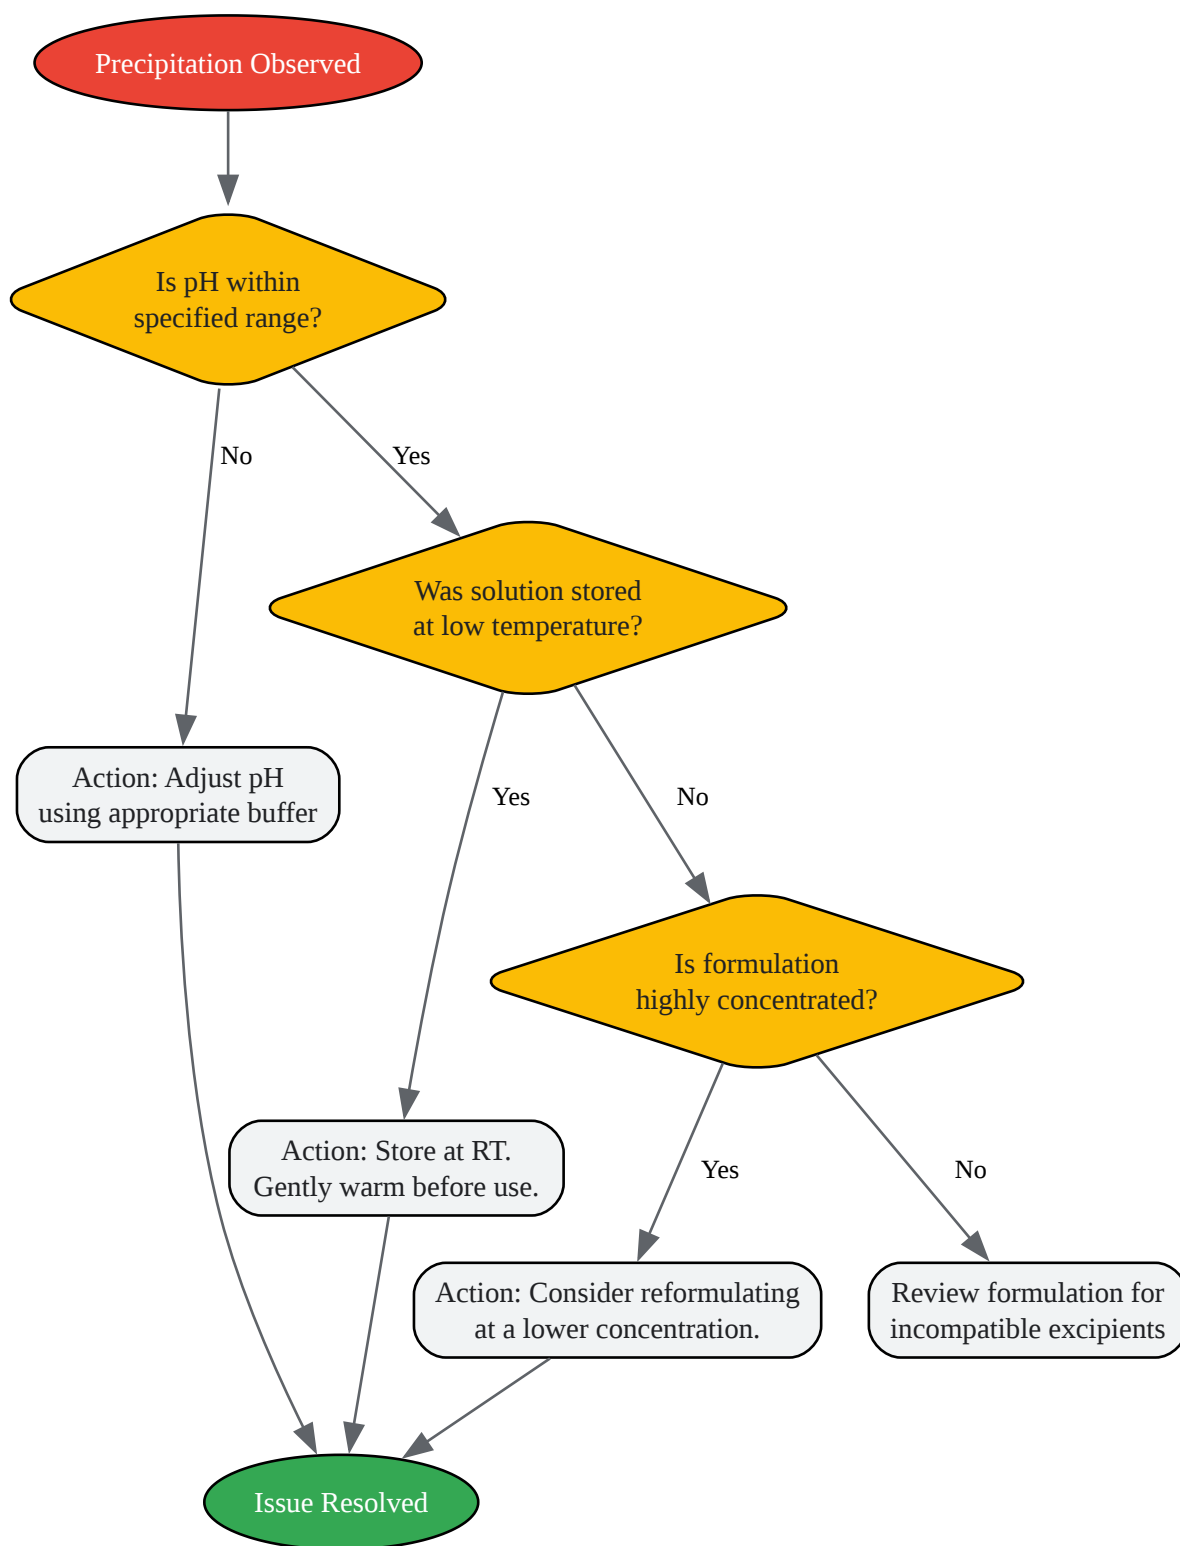 Precipitation Observed
Is pH within
specified range?
No
Yes
Was solution stored
at low temperature?
Action: Adjust pH
using appropriate buffer
Yes
No
Is formulation
highly concentrated?
Action: Store at RT.
Gently warm before use.
Yes
No
Action: Consider reformulating
at a lower concentration.
Review formulation for
incompatible excipients
Issue Resolved